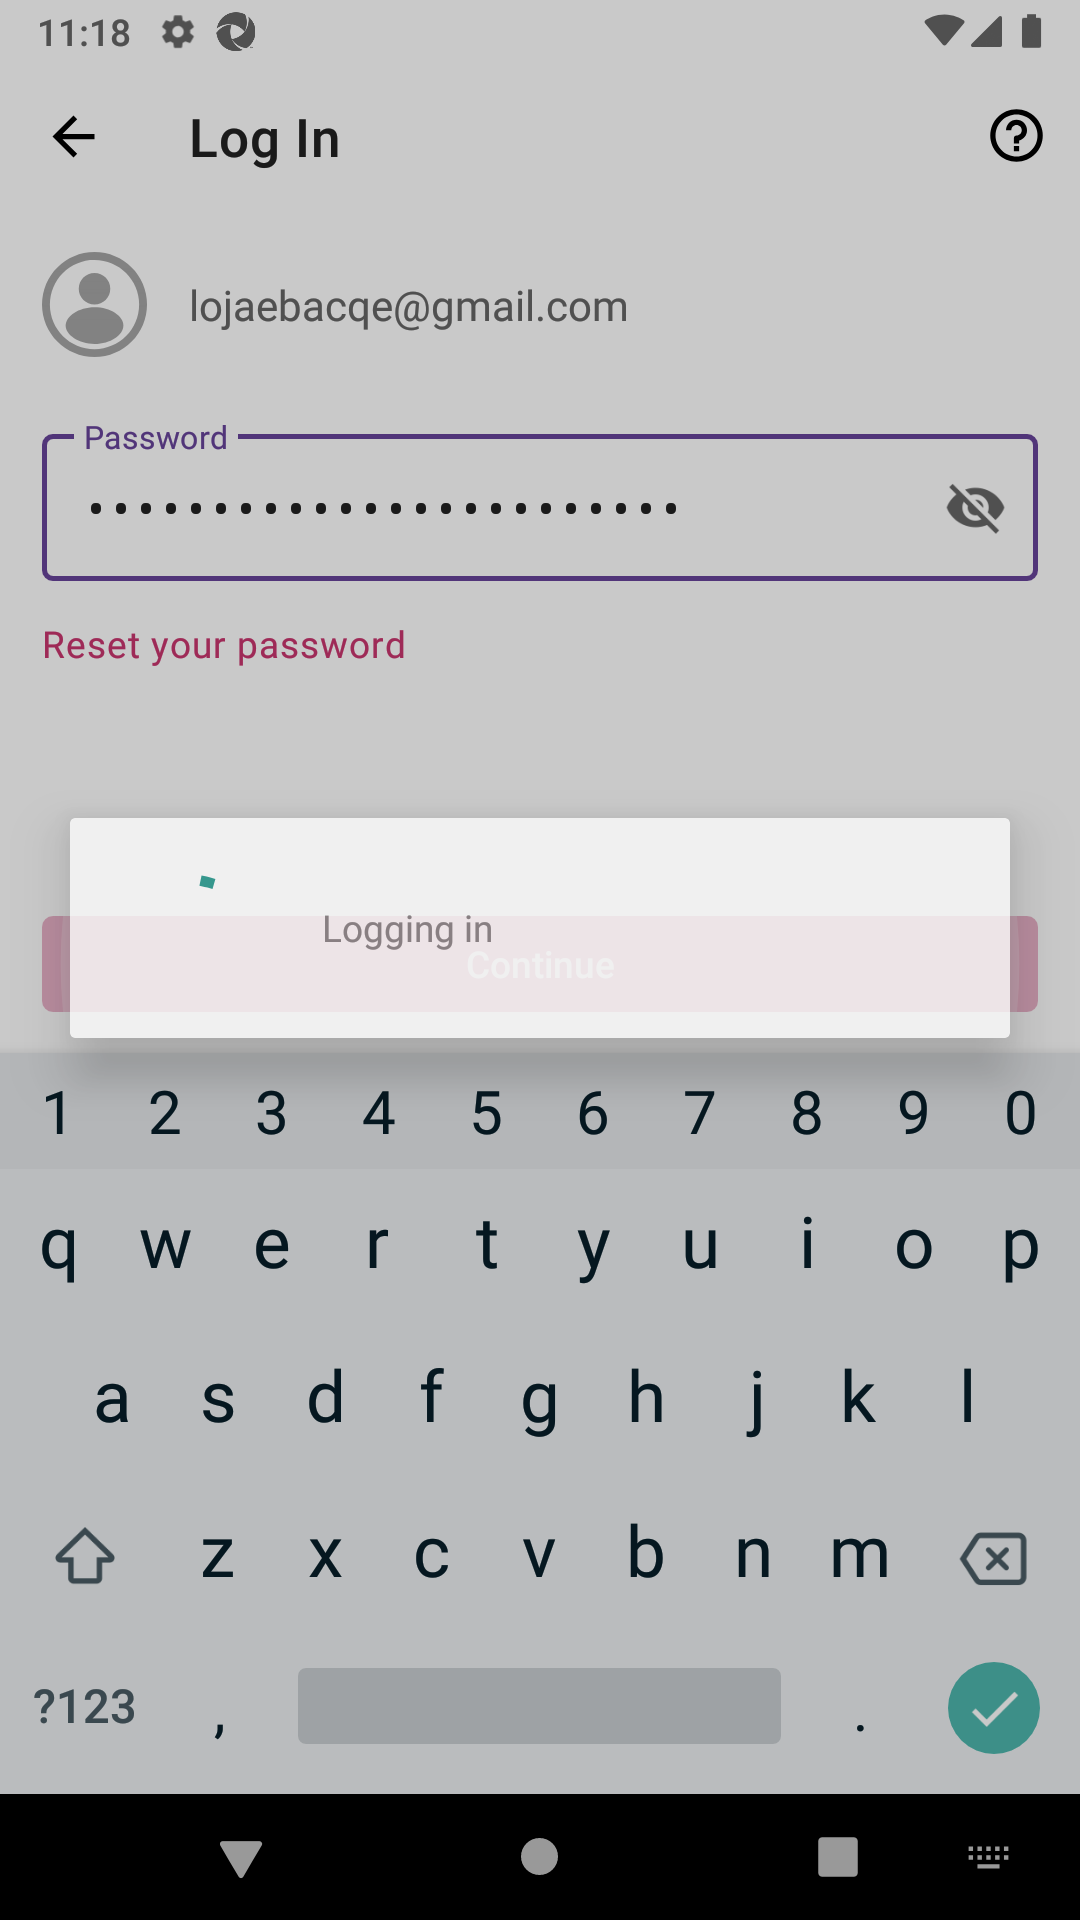 11:18
Log In
lojaebacqe@gmail.com
Password
••••••••••••••••••••••••
Reset your password
Logging in
Continue
1 2 3 4 5 6 7 8 9 0
q w e r t y u i o p
a s d f g h j k l
z x c v b n m
?123 , .